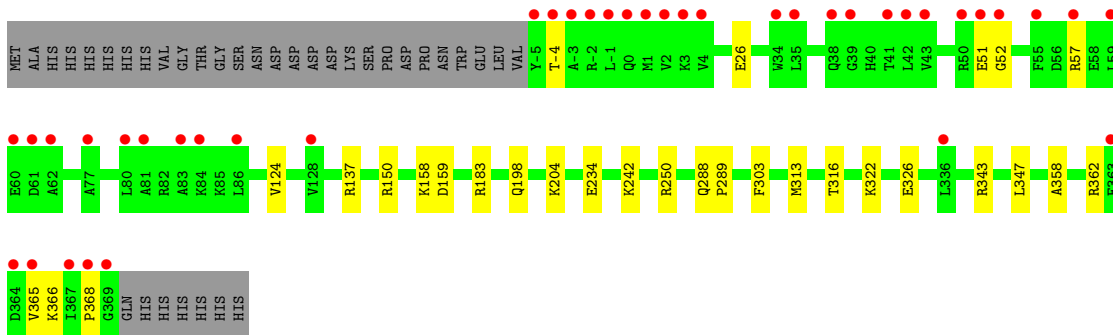 MET ALA HIS HIS HIS HIS HIS HIS VAL GLY THR GLY SER ASN ASP ASP ASP ASP LYS SER PRO ASP PRO ASN TRP GLU LEU VAL Y-5 T-4 A-3 R-2 L-1 Q0 M1 V2 K3 V4 E26 W34 L35 Q38 G39 H40 T41 L42 V43 R50 E51 G52 F55 D56 R57 E58 L59
E60 D61 A62 A77 L80 A81 R82 A83 K84 K85 L86 V124 V128 R137 R150 K158 D159 R183 Q198 K204 E234 K242 R250 Q288 P289 F303 M313 T316 K322 E326 L336 R343 L347 A358 R362 E363
D364 V365 K366 I367 P368 G369 GLN HIS HIS HIS HIS HIS HIS